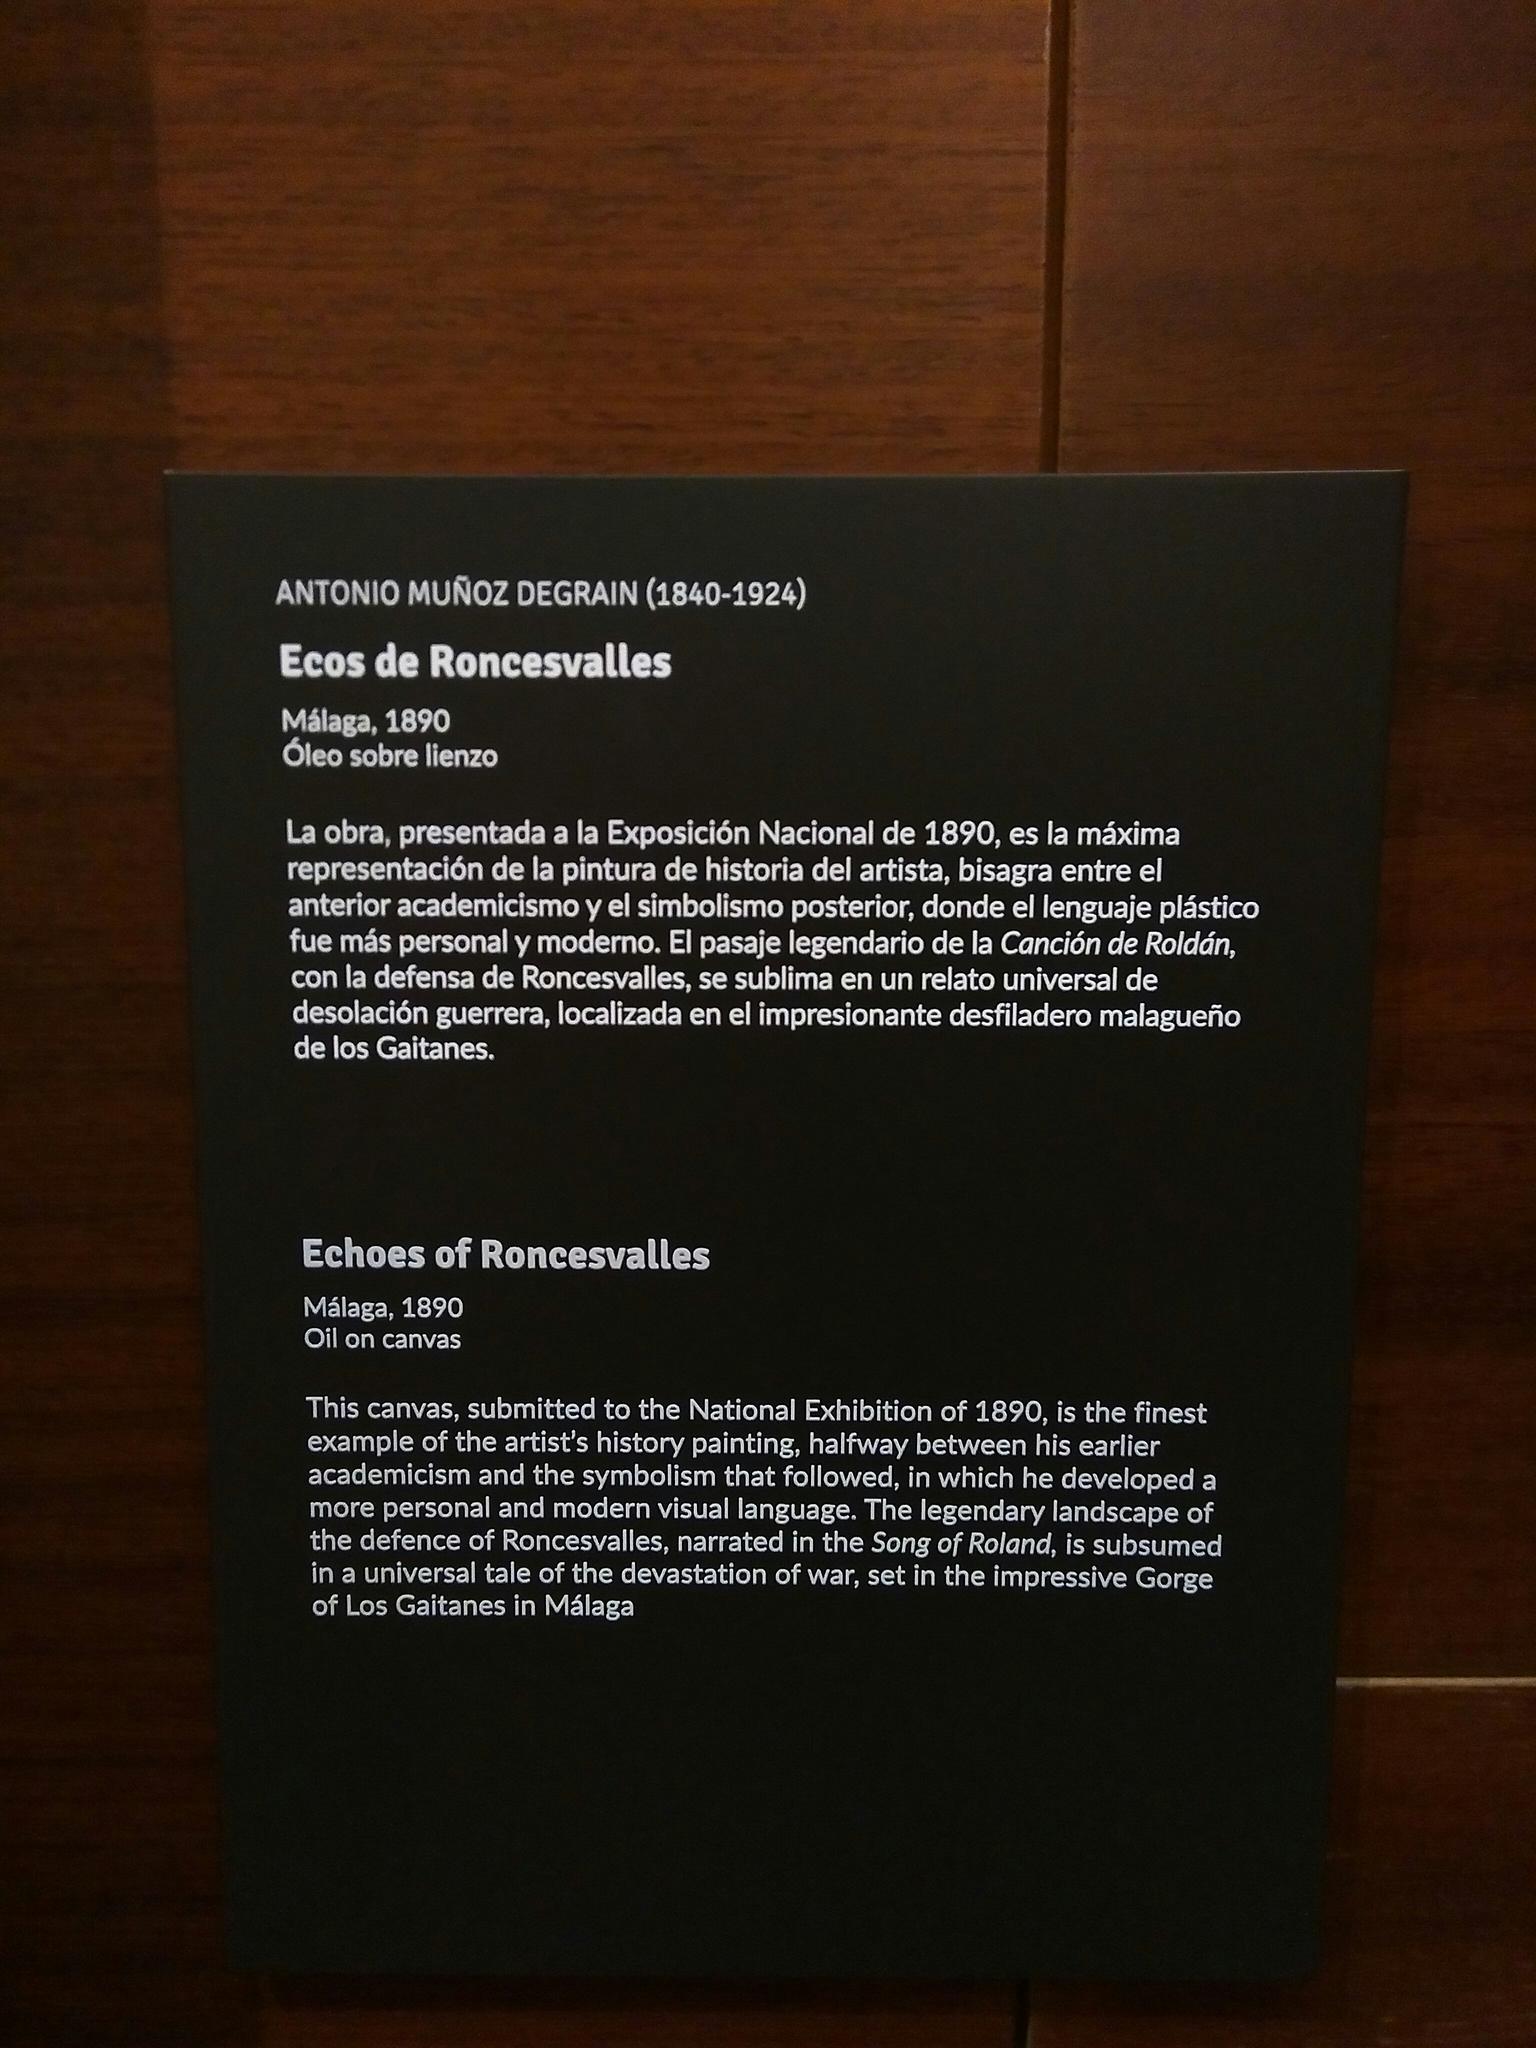 ANTONIO MUÑOZ DEGRAIN (1840-1924)
Ecos de Roncesvalles
Málaga, 1890
Óleo sobre lienzo
La obra, presentada a la Exposición Nacional de 1890, es la máxima
representación de la pintura de historia del artista, bisagra entre el
anterior academicismo y el simbolismo posterior, donde el lenguaje plástico
fue más personal y moderno. El pasaje legendario de la Canción de Roldán,
con la defensa de Roncesvalles, se sublima en un relato universal de
desolación guerrera, localizada en el impresionante desfiladero malagueño
de los Gaitanes.
Echoes of Roncesvalles
Málaga, 1890
Oil on canvas
This canvas, submitted to the National Exhibition of 1890, is the finest
example of the artist's history painting, halfway between his earlier
academicism and the symbolism that followed, in which he developed a
more personal and modern visual language. The legendary landscape of
the defence of Roncesvalles, narrated in the Song of Roland, is subsumed
in a universal tale of the devastation of war, set in the impressive Gorge
of Los Gaitanes in Málaga